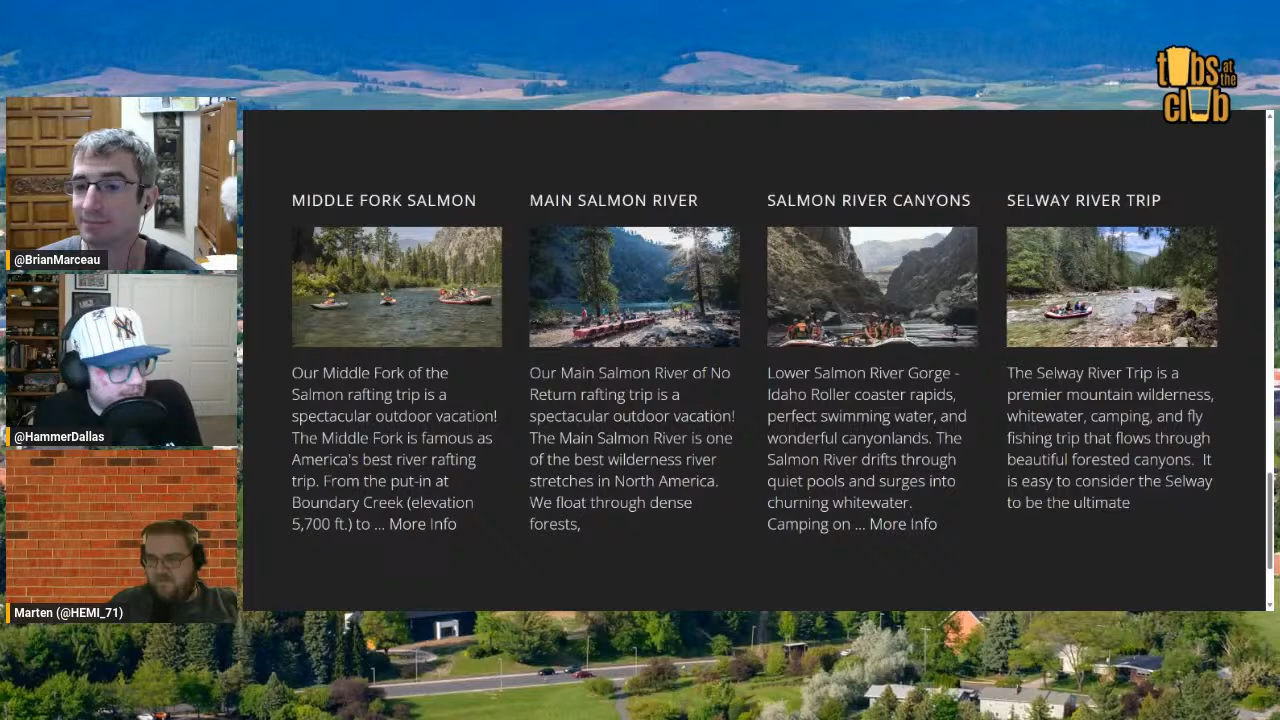 tubs at the club
@BrianMarceau
@HammerDallas
Marten (@HEMI_71)
MIDDLE FORK SALMON
Our Middle Fork of the
Salmon rafting trip is a
spectacular outdoor vacation!
The Middle Fork is famous as
America's best river rafting
trip. From the put-in at
Boundary Creek (elevation
5,700 ft.) to ... More Info
MAIN SALMON RIVER
Our Main Salmon River of No
Return rafting trip is a
spectacular outdoor vacation!
The Main Salmon River is one
of the best wilderness river
stretches in North America.
We float through dense
forests,
SALMON RIVER CANYONS
Lower Salmon River Gorge -
Idaho Roller coaster rapids,
perfect swimming water, and
wonderful canyonlands. The
Salmon River drifts through
quiet pools and surges into
churning whitewater.
Camping on ... More Info
SELWAY RIVER TRIP
The Selway River Trip is a
premier mountain wilderness,
whitewater, camping, and fly
fishing trip that flows through
beautiful forested canyons. It
is easy to consider the Selway
to be the ultimate